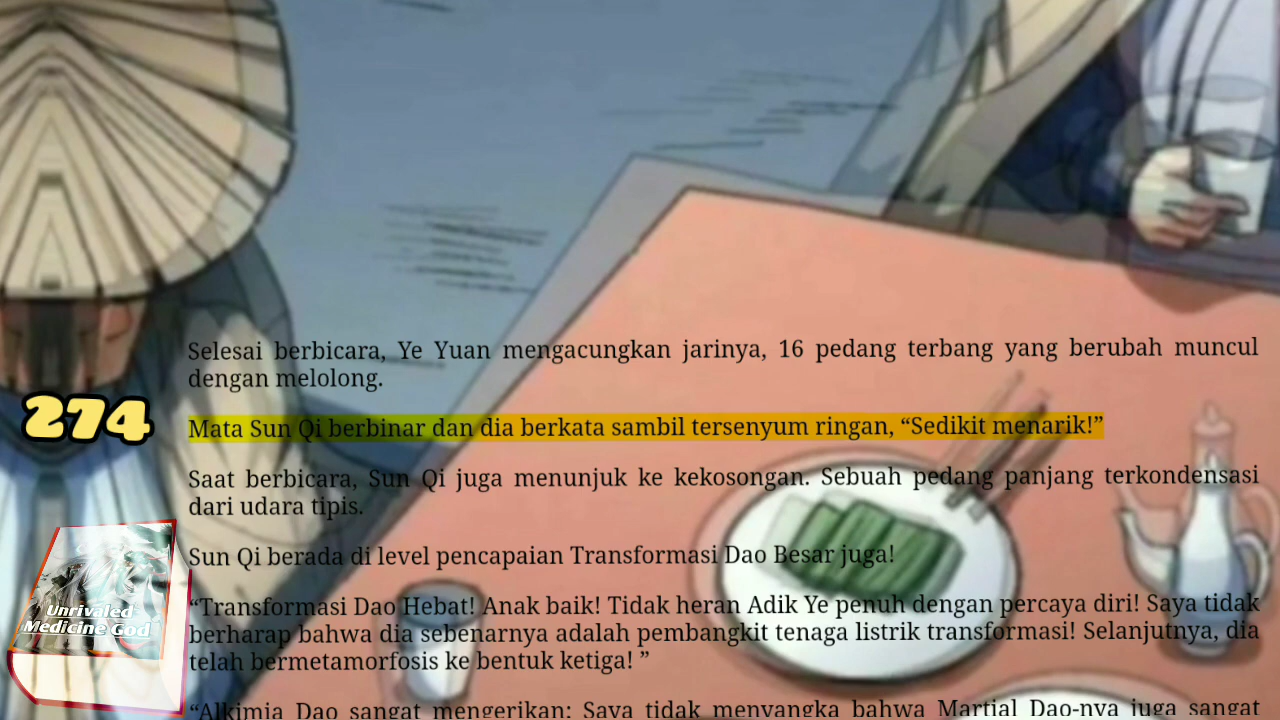 Selesai berbicara, Ye Yuan mengacungkan jarinya, 16 pedang terbang yang berubah muncul
dengan melolong.
274
Mata Sun Qi berbinar dan dia berkata sambil tersenyum ringan, “Sedikit menarik!”
Saat berbicara, Sun Qi juga menunjuk ke kekosongan. Sebuah pedang panjang terkondensasi
dari udara tipis.
Sun Qi berada di level pencapaian Transformasi Dao Besar juga!
“Transformasi Dao Hebat! Anak baik! Tidak heran Adik Ye penuh dengan percaya diri! Saya tidak
berharap bahwa dia sebenarnya adalah pembangkit tenaga listrik transformasi! Selanjutnya, dia
telah bermetamorfosis ke bentuk ketiga! ”
Unrivaled
Medicine God
“Alkimia Dao sangat mengerikan; Saya tidak menyangka bahwa Martial Dao-nya juga sangat